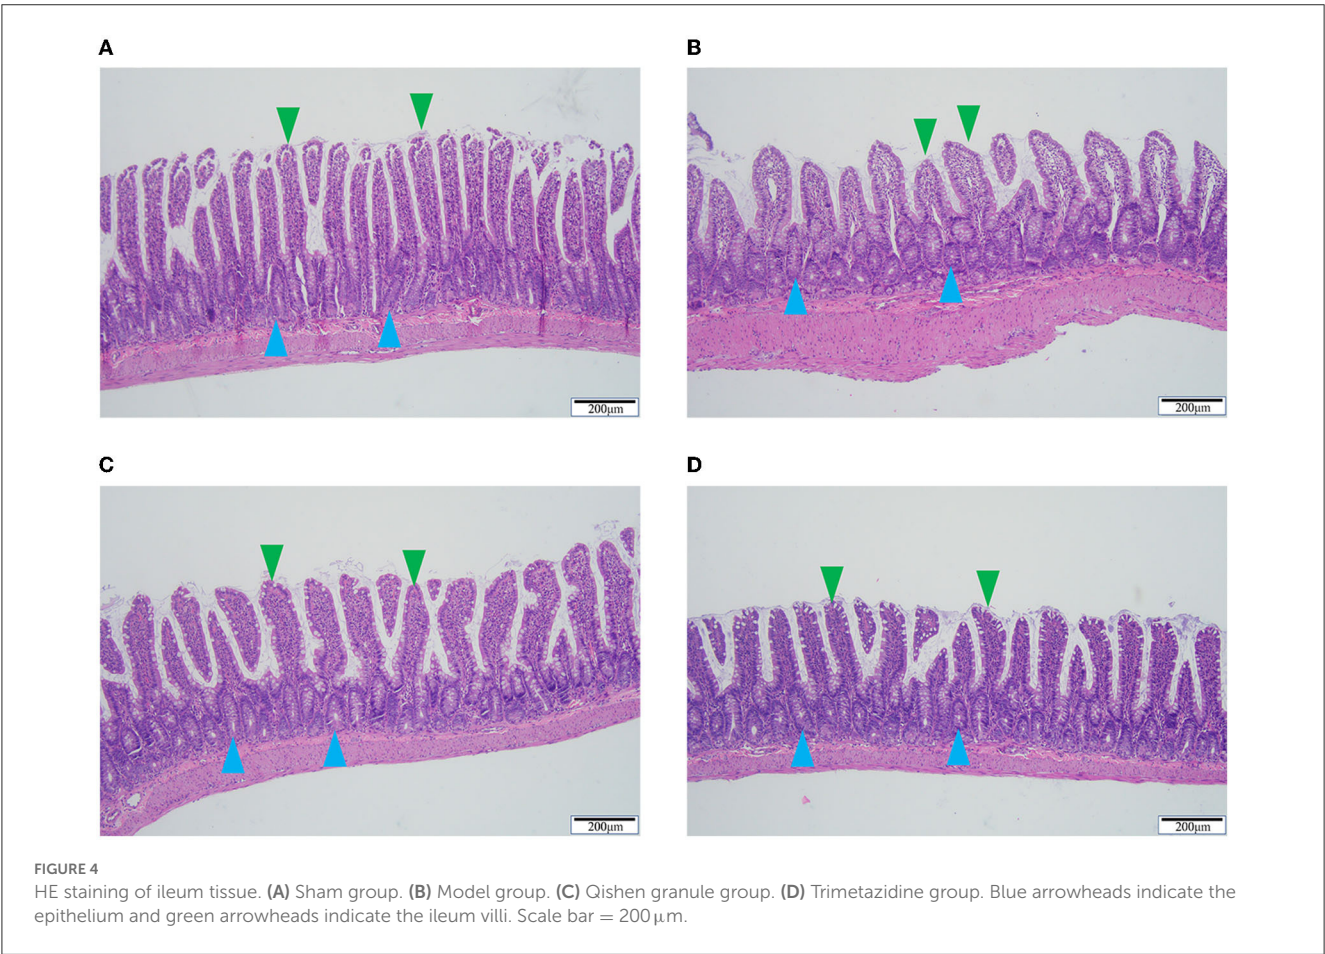 A
B
200μm
200μm
C
D
200μm
200μm
FIGURE 4
HE staining of ileum tissue. (A) Sham group. (B) Model group. (C) Qishen granule group. (D) Trimetazidine group. Blue arrowheads indicate the
epithelium and green arrowheads indicate the ileum villi. Scale bar = 200 μm.